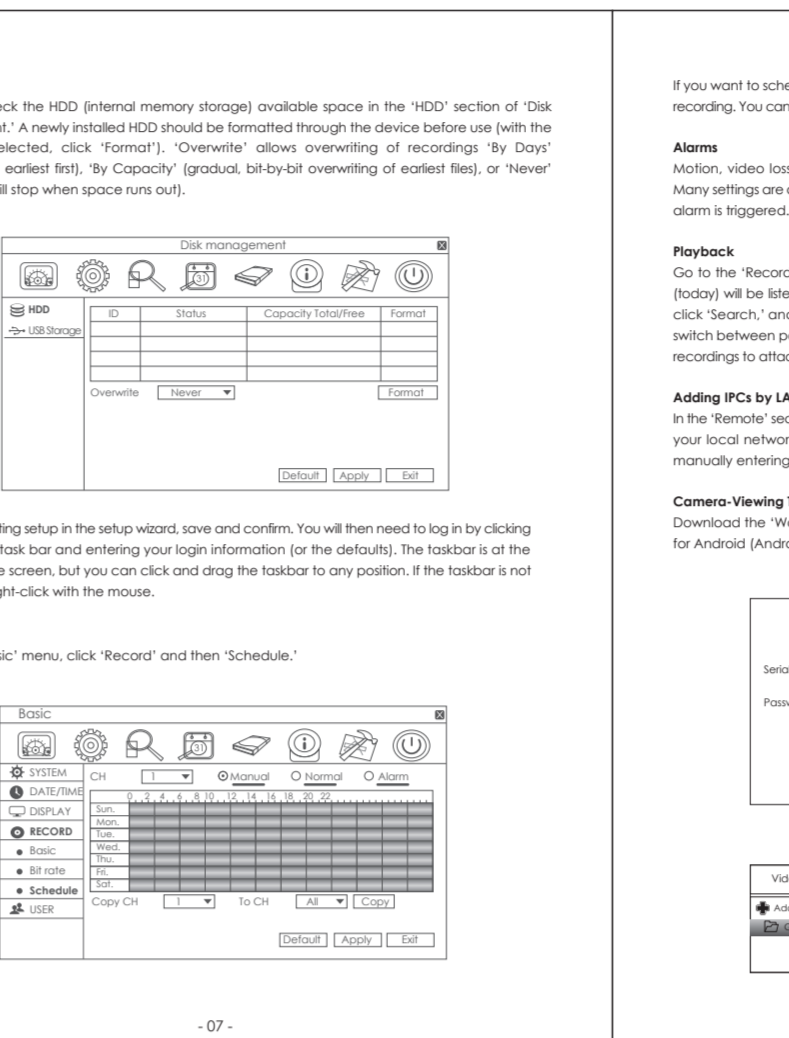 eck the HDD (internal memory storage) available space in the ‘HDD’ section of ‘Disk
nt.’ A newly installed HDD should be formatted through the device before use (with the
elected, click ‘Format’). ‘Overwrite’ allows overwriting of recordings ‘By Days’
earliest first), ‘By Capacity’ (gradual, bit-by-bit overwriting of earliest files), or ‘Never’
ill stop when space runs out).
Disk management
31
HDD
USB Storage
ID Status Capacity Total/Free Format
Overwrite Never Format
Default Apply Exit
ting setup in the setup wizard, save and confirm. You will then need to log in by clicking
task bar and entering your login information (or the defaults). The taskbar is at the
e screen, but you can click and drag the taskbar to any position. If the taskbar is not
ght-click with the mouse.
sic’ menu, click ‘Record’ and then ‘Schedule.’
Basic
31
SYSTEM
DATE/TIME
DISPLAY
RECORD
Basic
Bit rate
Schedule
USER
CH 1 Manual Normal Alarm
0 2 4 6 8 10 12 14 16 18 20 22
Sun.
Mon.
Tue.
Wed.
Thu.
Fri.
Sat.
Copy CH 1 To CH All Copy
Default Apply Exit
- 07 -
If you want to sche
recording. You can
Alarms
Motion, video loss
Many settings are
alarm is triggered.
Playback
Go to the ‘Record
(today) will be liste
click ‘Search,’ and
switch between p
recordings to atta
Adding IPCs by LA
In the ‘Remote’ sec
your local networ
manually entering
Camera-Viewing
Download the ‘W
for Android (Andro
Serial
Passw
Vid
Ad